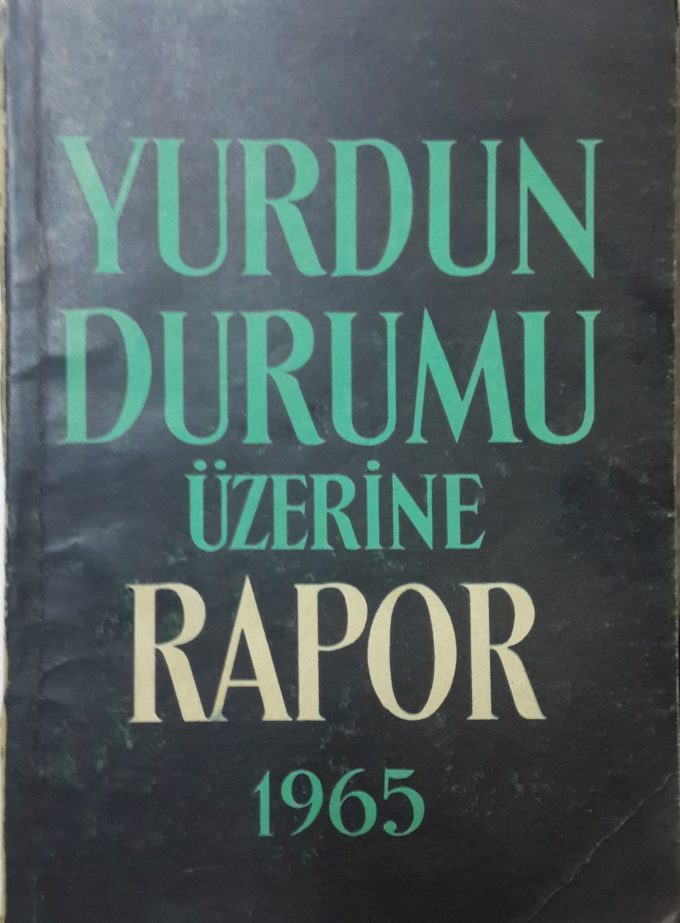 YURDUN
DURUMU
ÜZERİNE
RAPOR
1965